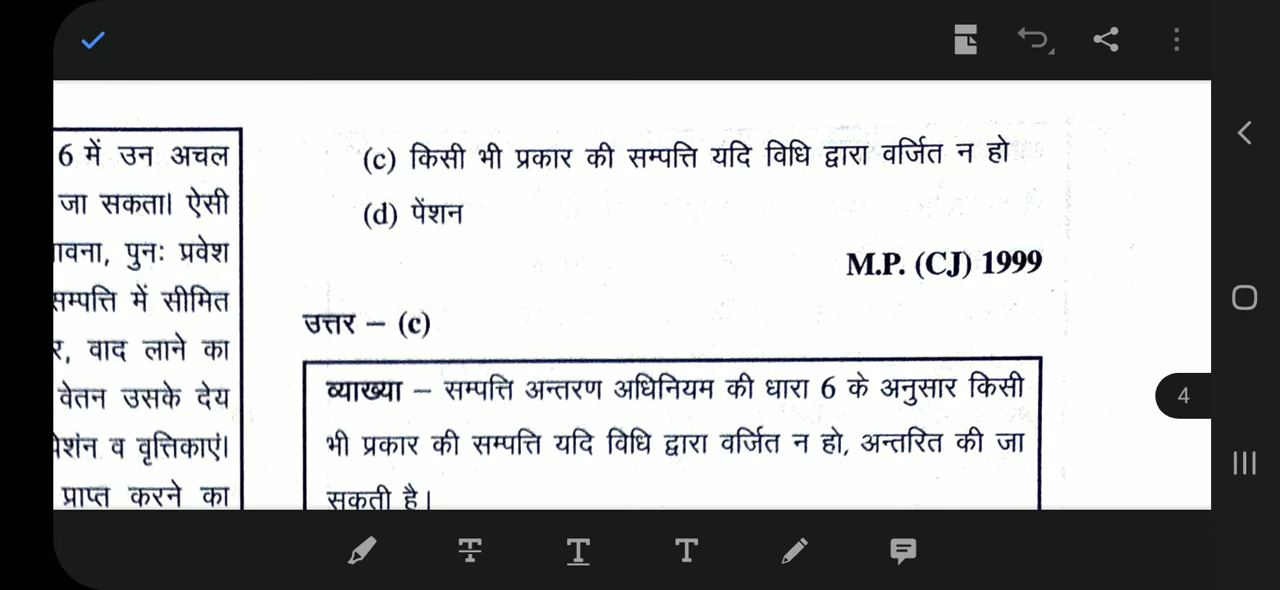 6 में उन अचल
जा सकता। ऐसी
पुनः प्रवेश
सम्पत्ति में सीमित
वाद लाने का
वेतन उसके देय
व वृत्तिकाएं।
प्राप्त करने का
(c) किसी भी प्रकार की सम्पत्ति यदि विधि द्वारा वर्जित न हो
(d) पेंशन
M.P. (CJ) 1999
उत्तर – (c)
व्याख्या – सम्पत्ति अन्तरण अधिनियम की धारा 6 के अनुसार किसी
भी प्रकार की सम्पत्ति यदि विधि द्वारा वर्जित न हो, अन्तरित की जा
सकती है।
4